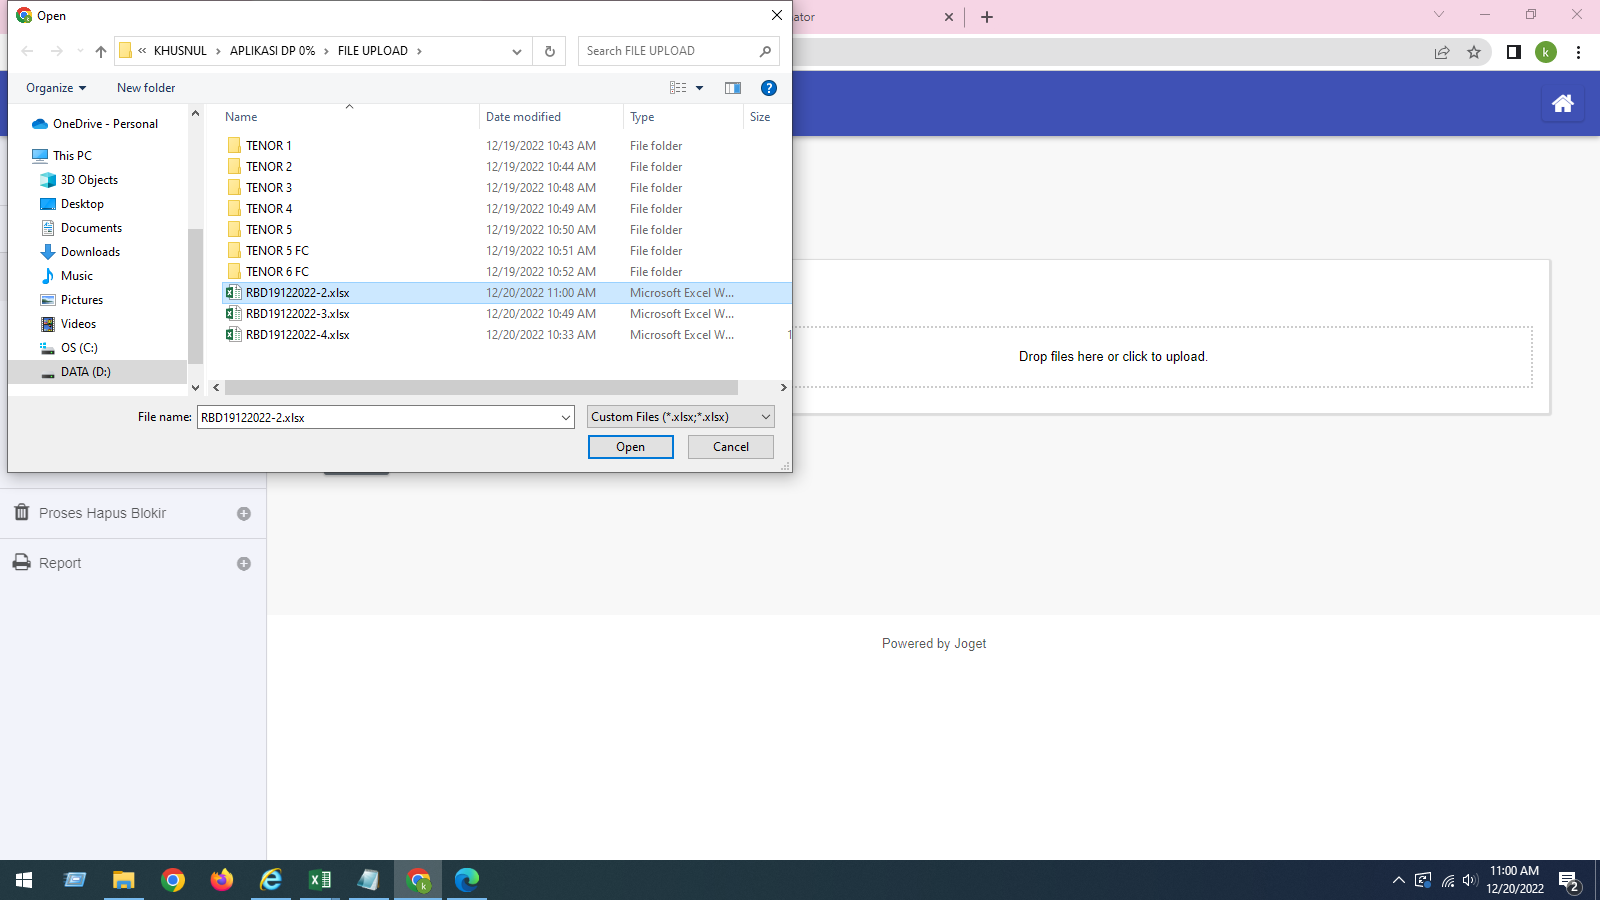 Open
ator
« KHUSNUL › APLIKASI DP 0% › FILE UPLOAD ›
Search FILE UPLOAD
k
Organize
New folder
?
Name Date modified Type Size
OneDrive - Personal
This PC
3D Objects
Desktop
Documents
Downloads
Music
Pictures
Videos
OS (C:)
DATA (D:)
TENOR 1 12/19/2022 10:43 AM File folder
TENOR 2 12/19/2022 10:44 AM File folder
TENOR 3 12/19/2022 10:48 AM File folder
TENOR 4 12/19/2022 10:49 AM File folder
TENOR 5 12/19/2022 10:50 AM File folder
TENOR 5 FC 12/19/2022 10:51 AM File folder
TENOR 6 FC 12/19/2022 10:52 AM File folder
RBD19122022-2.xlsx 12/20/2022 11:00 AM Microsoft Excel W...
RBD19122022-3.xlsx 12/20/2022 10:49 AM Microsoft Excel W...
RBD19122022-4.xlsx 12/20/2022 10:33 AM Microsoft Excel W... 1
File name: RBD19122022-2.xlsx
Custom Files (*.xlsx;*.xlsx)
Open
Cancel
Drop files here or click to upload.
Proses Hapus Blokir
Report
Powered by Joget
k
11:00 AM
12/20/2022
2